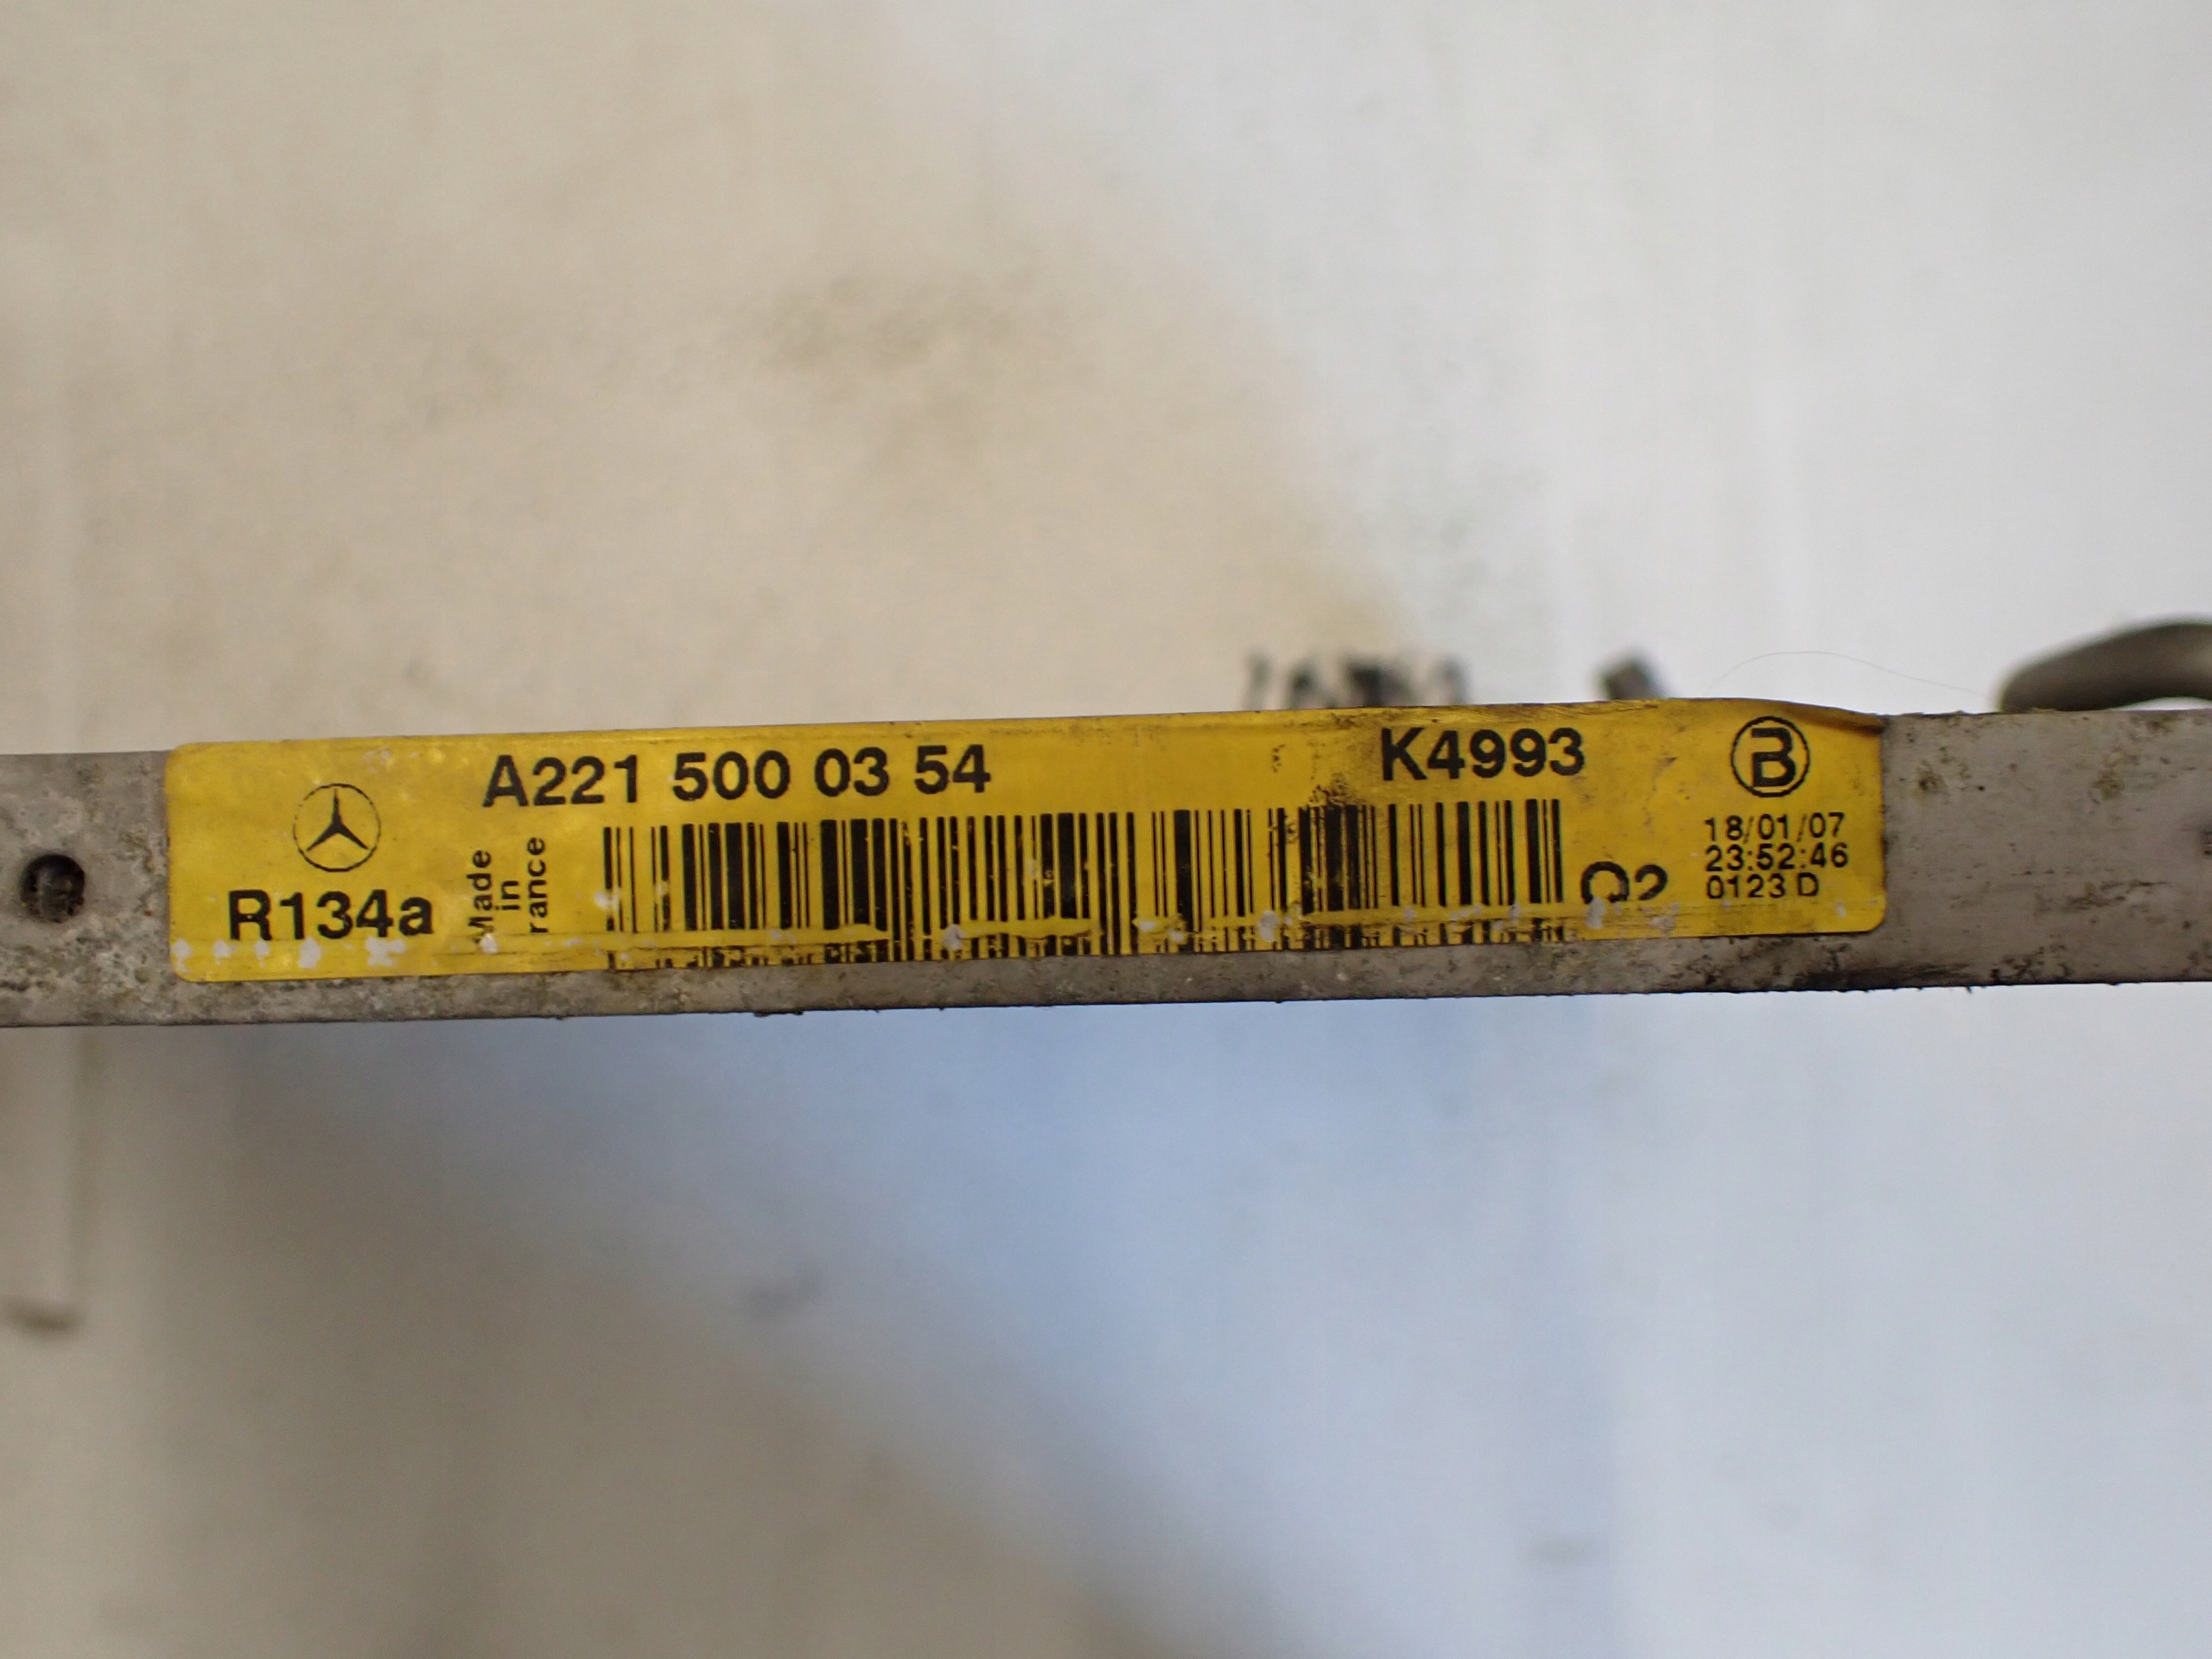 A221 500 03 54
K4993
B
R134a
Made
in
rance
Q2
18/01/07
23:52:46
0123 D